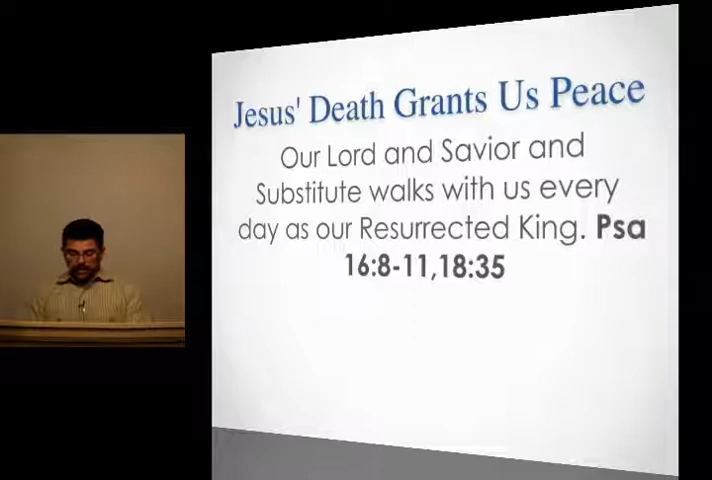 Jesus' Death Grants Us Peace
Our Lord and Savior and
Substitute walks with us every
day as our Resurrected King. Psa
16:8-11,18:35